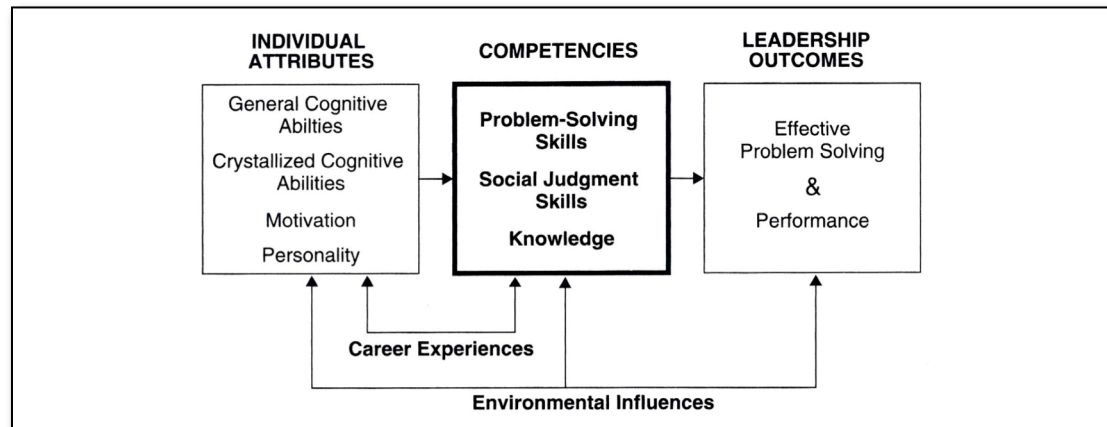 INDIVIDUAL
ATTRIBUTES
General Cognitive
Abilties
Crystallized Cognitive
Abilities
Motivation
Personality
COMPETENCIES
Problem-Solving
Skills
Social Judgment
Skills
Knowledge
LEADERSHIP
OUTCOMES
Effective
Problem Solving
&
Performance
Career Experiences
Environmental Influences